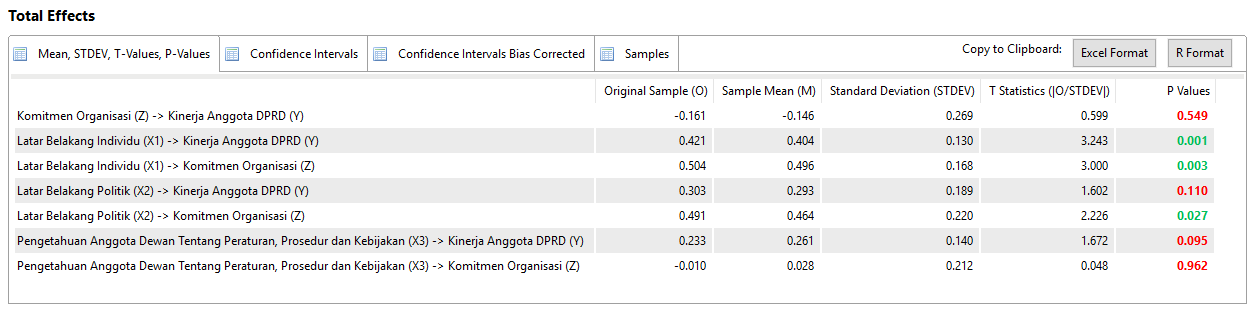 Total Effects
Mean, STDEV, T-Values, P-Values Confidence Intervals Confidence Intervals Bias Corrected Samples Copy to Clipboard: Excel Format R Format
Original Sample (O) Sample Mean (M) Standard Deviation (STDEV) T Statistics (|O/STDEV|) P Values
Komitmen Organisasi (Z) -> Kinerja Anggota DPRD (Y) -0.161 -0.146 0.269 0.599 0.549
Latar Belakang Individu (X1) -> Kinerja Anggota DPRD (Y) 0.421 0.404 0.130 3.243 0.001
Latar Belakang Individu (X1) -> Komitmen Organisasi (Z) 0.504 0.496 0.168 3.000 0.003
Latar Belakang Politik (X2) -> Kinerja Anggota DPRD (Y) 0.303 0.293 0.189 1.602 0.110
Latar Belakang Politik (X2) -> Komitmen Organisasi (Z) 0.491 0.464 0.220 2.226 0.027
Pengetahuan Anggota Dewan Tentang Peraturan, Prosedur dan Kebijakan (X3) -> Kinerja Anggota DPRD (Y) 0.233 0.261 0.140 1.672 0.095
Pengetahuan Anggota Dewan Tentang Peraturan, Prosedur dan Kebijakan (X3) -> Komitmen Organisasi (Z) -0.010 0.028 0.212 0.048 0.962